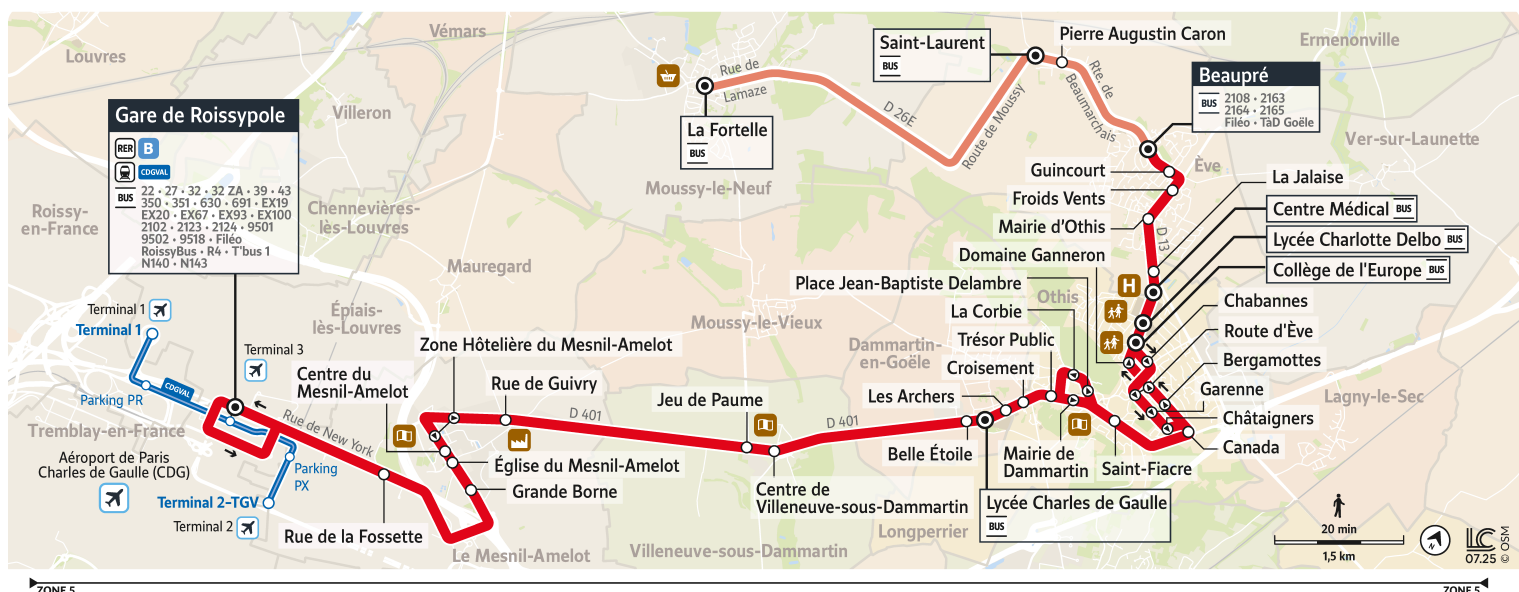 Louvres
Vémars
Villeron
Roissy-
en-France
Chennevières-
lès-Louvres
Mauregard
Épiais-
lès-Louvres
Tremblay-en-France
Le Mesnil-Amelot
Moussy-le-Neuf
Moussy-le-Vieux
Villeneuve-sous-Dammartin
Longperrier
Dammartin-
en-Goële
Othis
Ève
Ermenonville
Ver-sur-Launette
Lagny-le-Sec
Gare de Roissypole
RER B
CDGVAL
BUS
22 • 27 • 32 • 32 ZA • 39 • 43
350 • 351 • 630 • 691 • EX19
EX20 • EX67 • EX93 • EX100
2102 • 2123 • 2124 • 9501
9502 • 9518 • Filéo
RoissyBus • R4 • T'bus 1
N140 • N143
Terminal 1
Terminal 1
Terminal 3
CDGVAL
Parking PR
Aéroport de Paris
Charles de Gaulle (CDG)
Parking
PX
Terminal 2-TGV
Terminal 2
Rue de New York
Rue de la Fossette
Centre du
Mesnil-Amelot
Zone Hôtelière du Mesnil-Amelot
Rue de Guivry
Église du Mesnil-Amelot
Grande Borne
D 401
Jeu de Paume
Centre de
Villeneuve-sous-Dammartin
D 401
Belle Étoile
Lycée Charles de Gaulle
BUS
Les Archers
Croisement
Trésor Public
La Corbie
Place Jean-Baptiste Delambre
Mairie de
Dammartin
Saint-Fiacre
Canada
Châtaigners
Garenne
Bergamottes
Route d'Ève
Chabannes
Domaine Ganneron
Collège de l'Europe BUS
Lycée Charlotte Delbo BUS
Centre Médical BUS
H
La Jalaise
D 13
Mairie d'Othis
Froids Vents
Guincourt
Beaupré
BUS
2108 • 2163
2164 • 2165
Filéo • TàD Goële
Rte. de
Beaumarchais
Pierre Augustin Caron
Saint-Laurent
BUS
Route de Moussy
D 26E
Rue de
Lamaze
La Fortelle
BUS
20 min
1,5 km
N
LC
07.25
© OSM
ZONE 5
ZONE 5